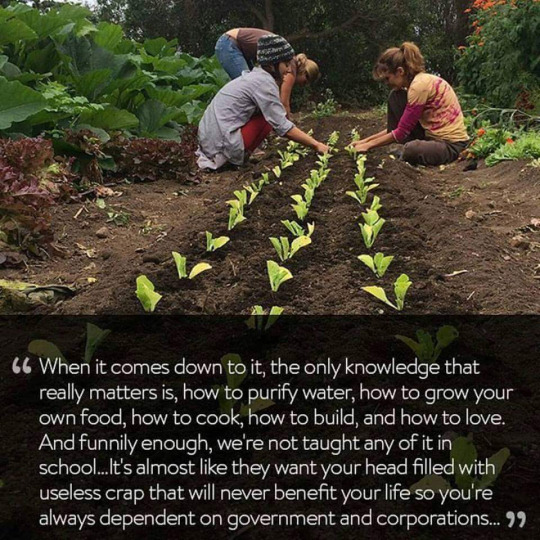 “When it comes down to it, the only knowledge that
really matters is, how to purify water, how to grow your
own food, how to cook, how to build, and how to love.
And funnily enough, we're not taught any of it in
school...It's almost like they want your head filled with
useless crap that will never benefit your life so you're
always dependent on government and corporations...”